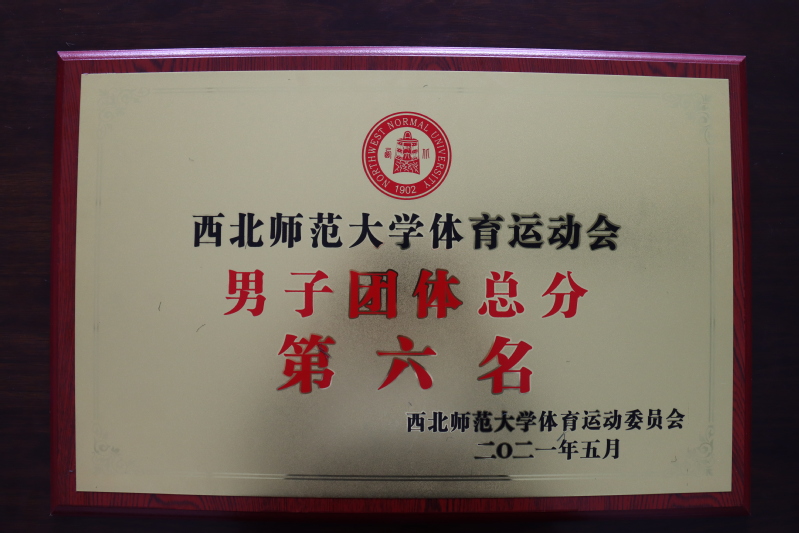 NORTHWEST NORMAL UNIVERSITY
1902
西北师范大学体育运动会
男子团体总分
第六名
西北师范大学体育运动委员会
二〇二一年五月